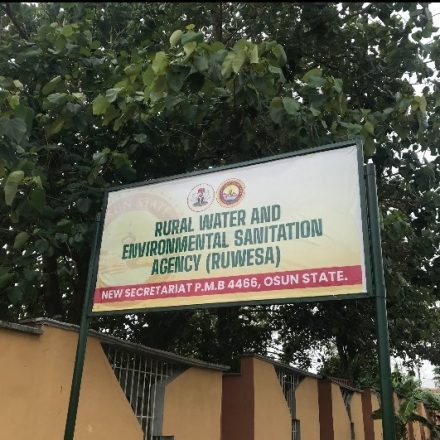 RURAL WATER AND
ENVIRONMENTAL SANITATION
AGENCY (RUWESA)
NEW SECRETARIAT P.M.B 4466, OSUN STATE.